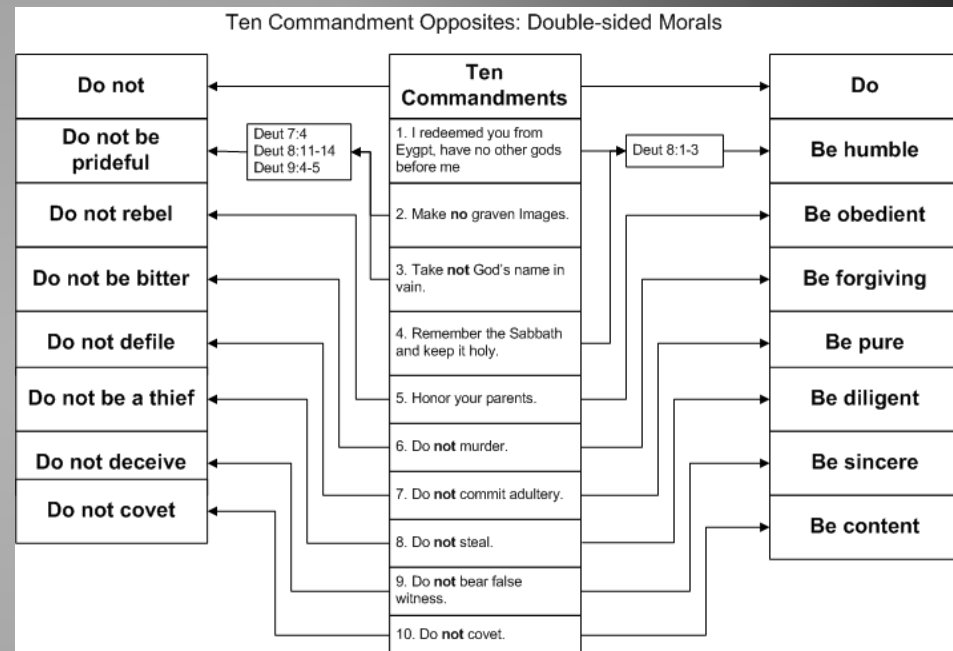 Ten Commandment Opposites: Double-sided Morals
Do not
Ten
Commandments
Do
Do not be
prideful
Deut 7:4
Deut 8:11-14
Deut 9:4-5
1. I redeemed you from
Eygpt, have no other gods
before me
Deut 8:1-3
Be humble
Do not rebel
2. Make no graven Images.
Be obedient
Do not be bitter
3. Take not God's name in
vain.
Be forgiving
Do not defile
4. Remember the Sabbath
and keep it holy.
Be pure
Do not be a thief
5. Honor your parents.
Be diligent
Do not deceive
6. Do not murder.
Be sincere
Do not covet
7. Do not commit adultery.
Be content
8. Do not steal.
9. Do not bear false
witness.
10. Do not covet.